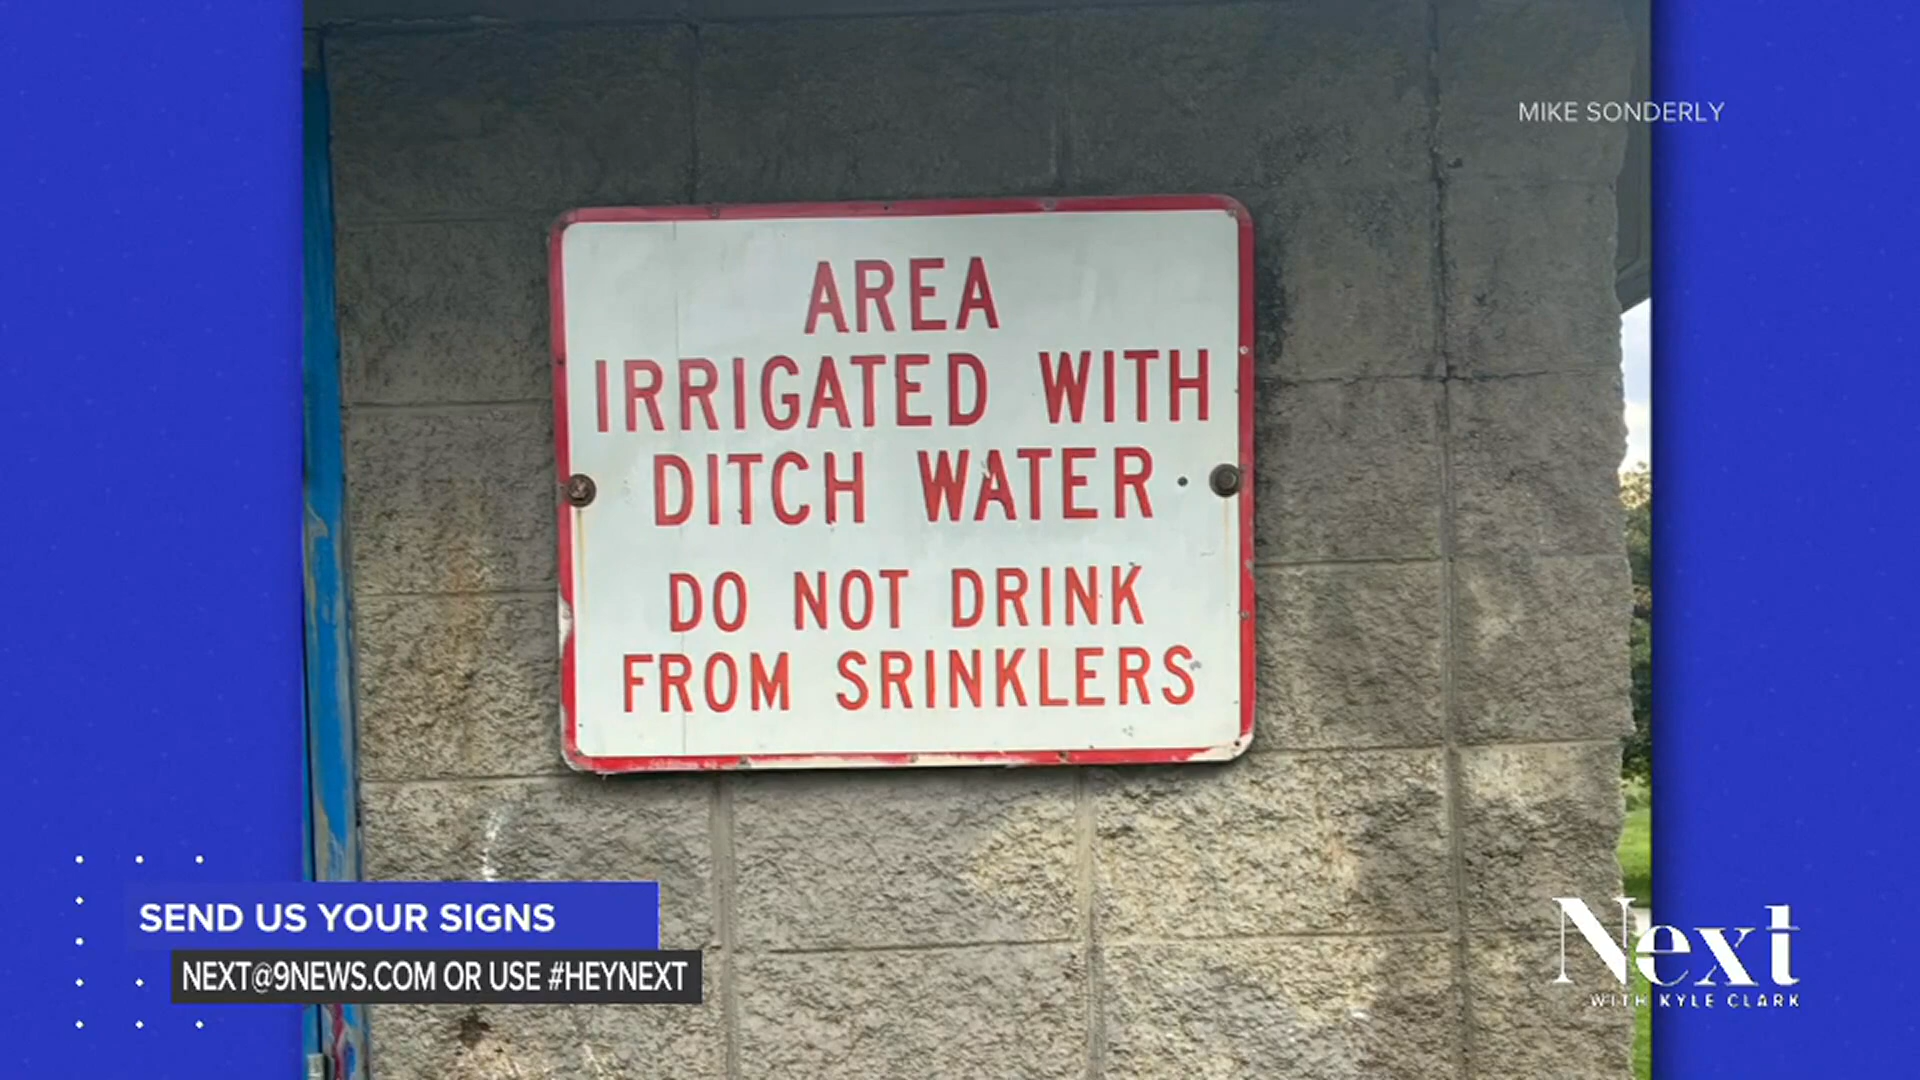 MIKE SONDERLY
AREA
IRRIGATED WITH
DITCH WATER
DO NOT DRINK
FROM SRINKLERS
SEND US YOUR SIGNS
NEXT@9NEWS.COM OR USE #HEYNEXT
Next
WITH KYLE CLARK